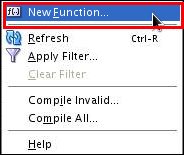 f(x) New Function...
Refresh Ctrl-R
Apply Filter...
Clear Filter
Compile Invalid...
Compile All...
Help